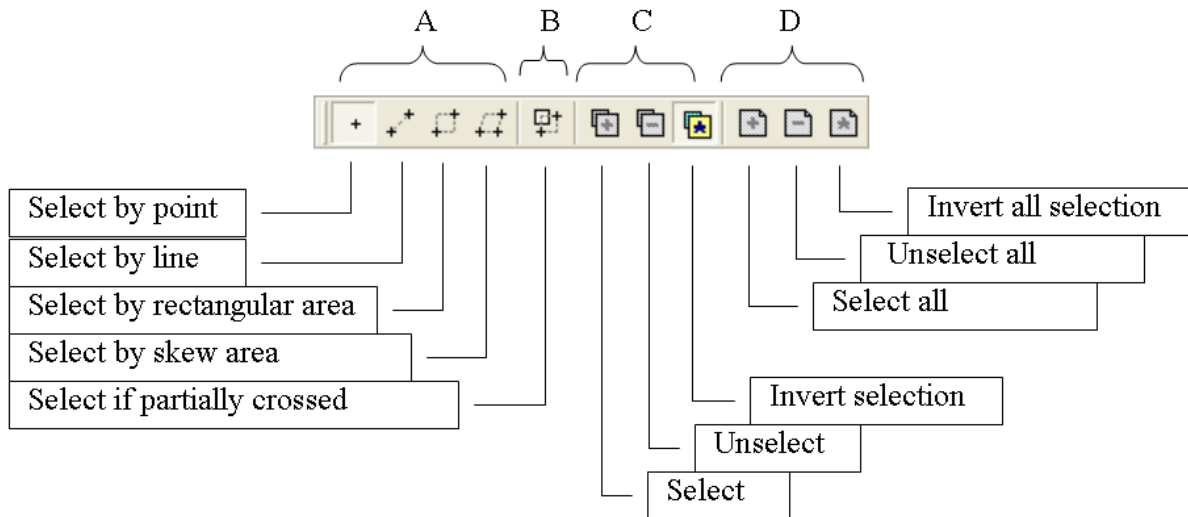 A B C D
Select by point
Select by line
Select by rectangular area
Select by skew area
Select if partially crossed
Invert all selection
Unselect all
Select all
Invert selection
Unselect
Select